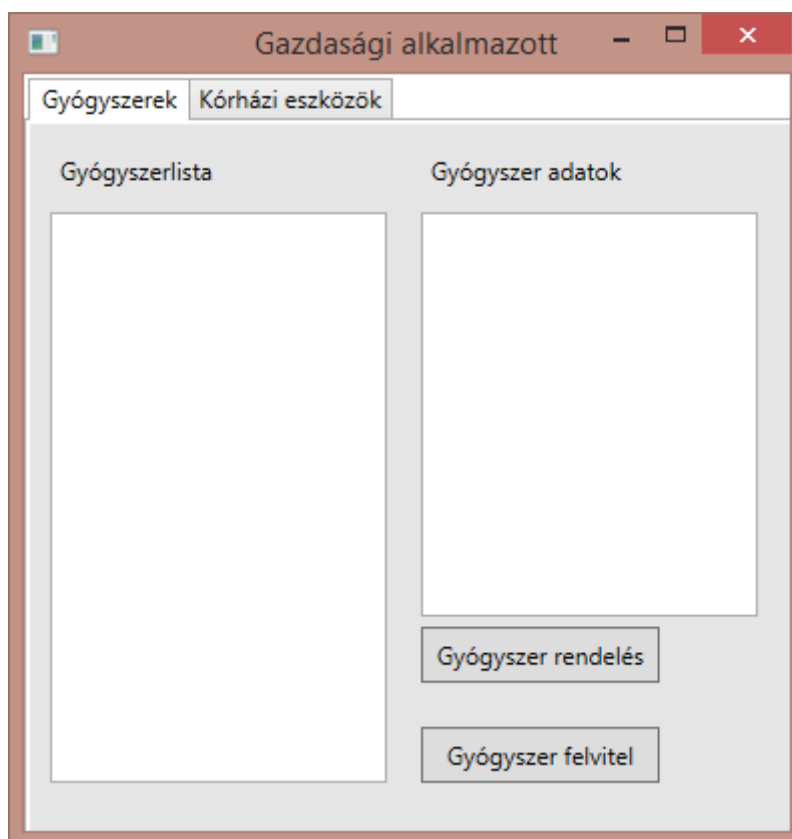 Gazdasági alkalmazott
Gyógyszerek Kórházi eszközök
Gyógyszerlista
Gyógyszer adatok
Gyógyszer rendelés
Gyógyszer felvitel